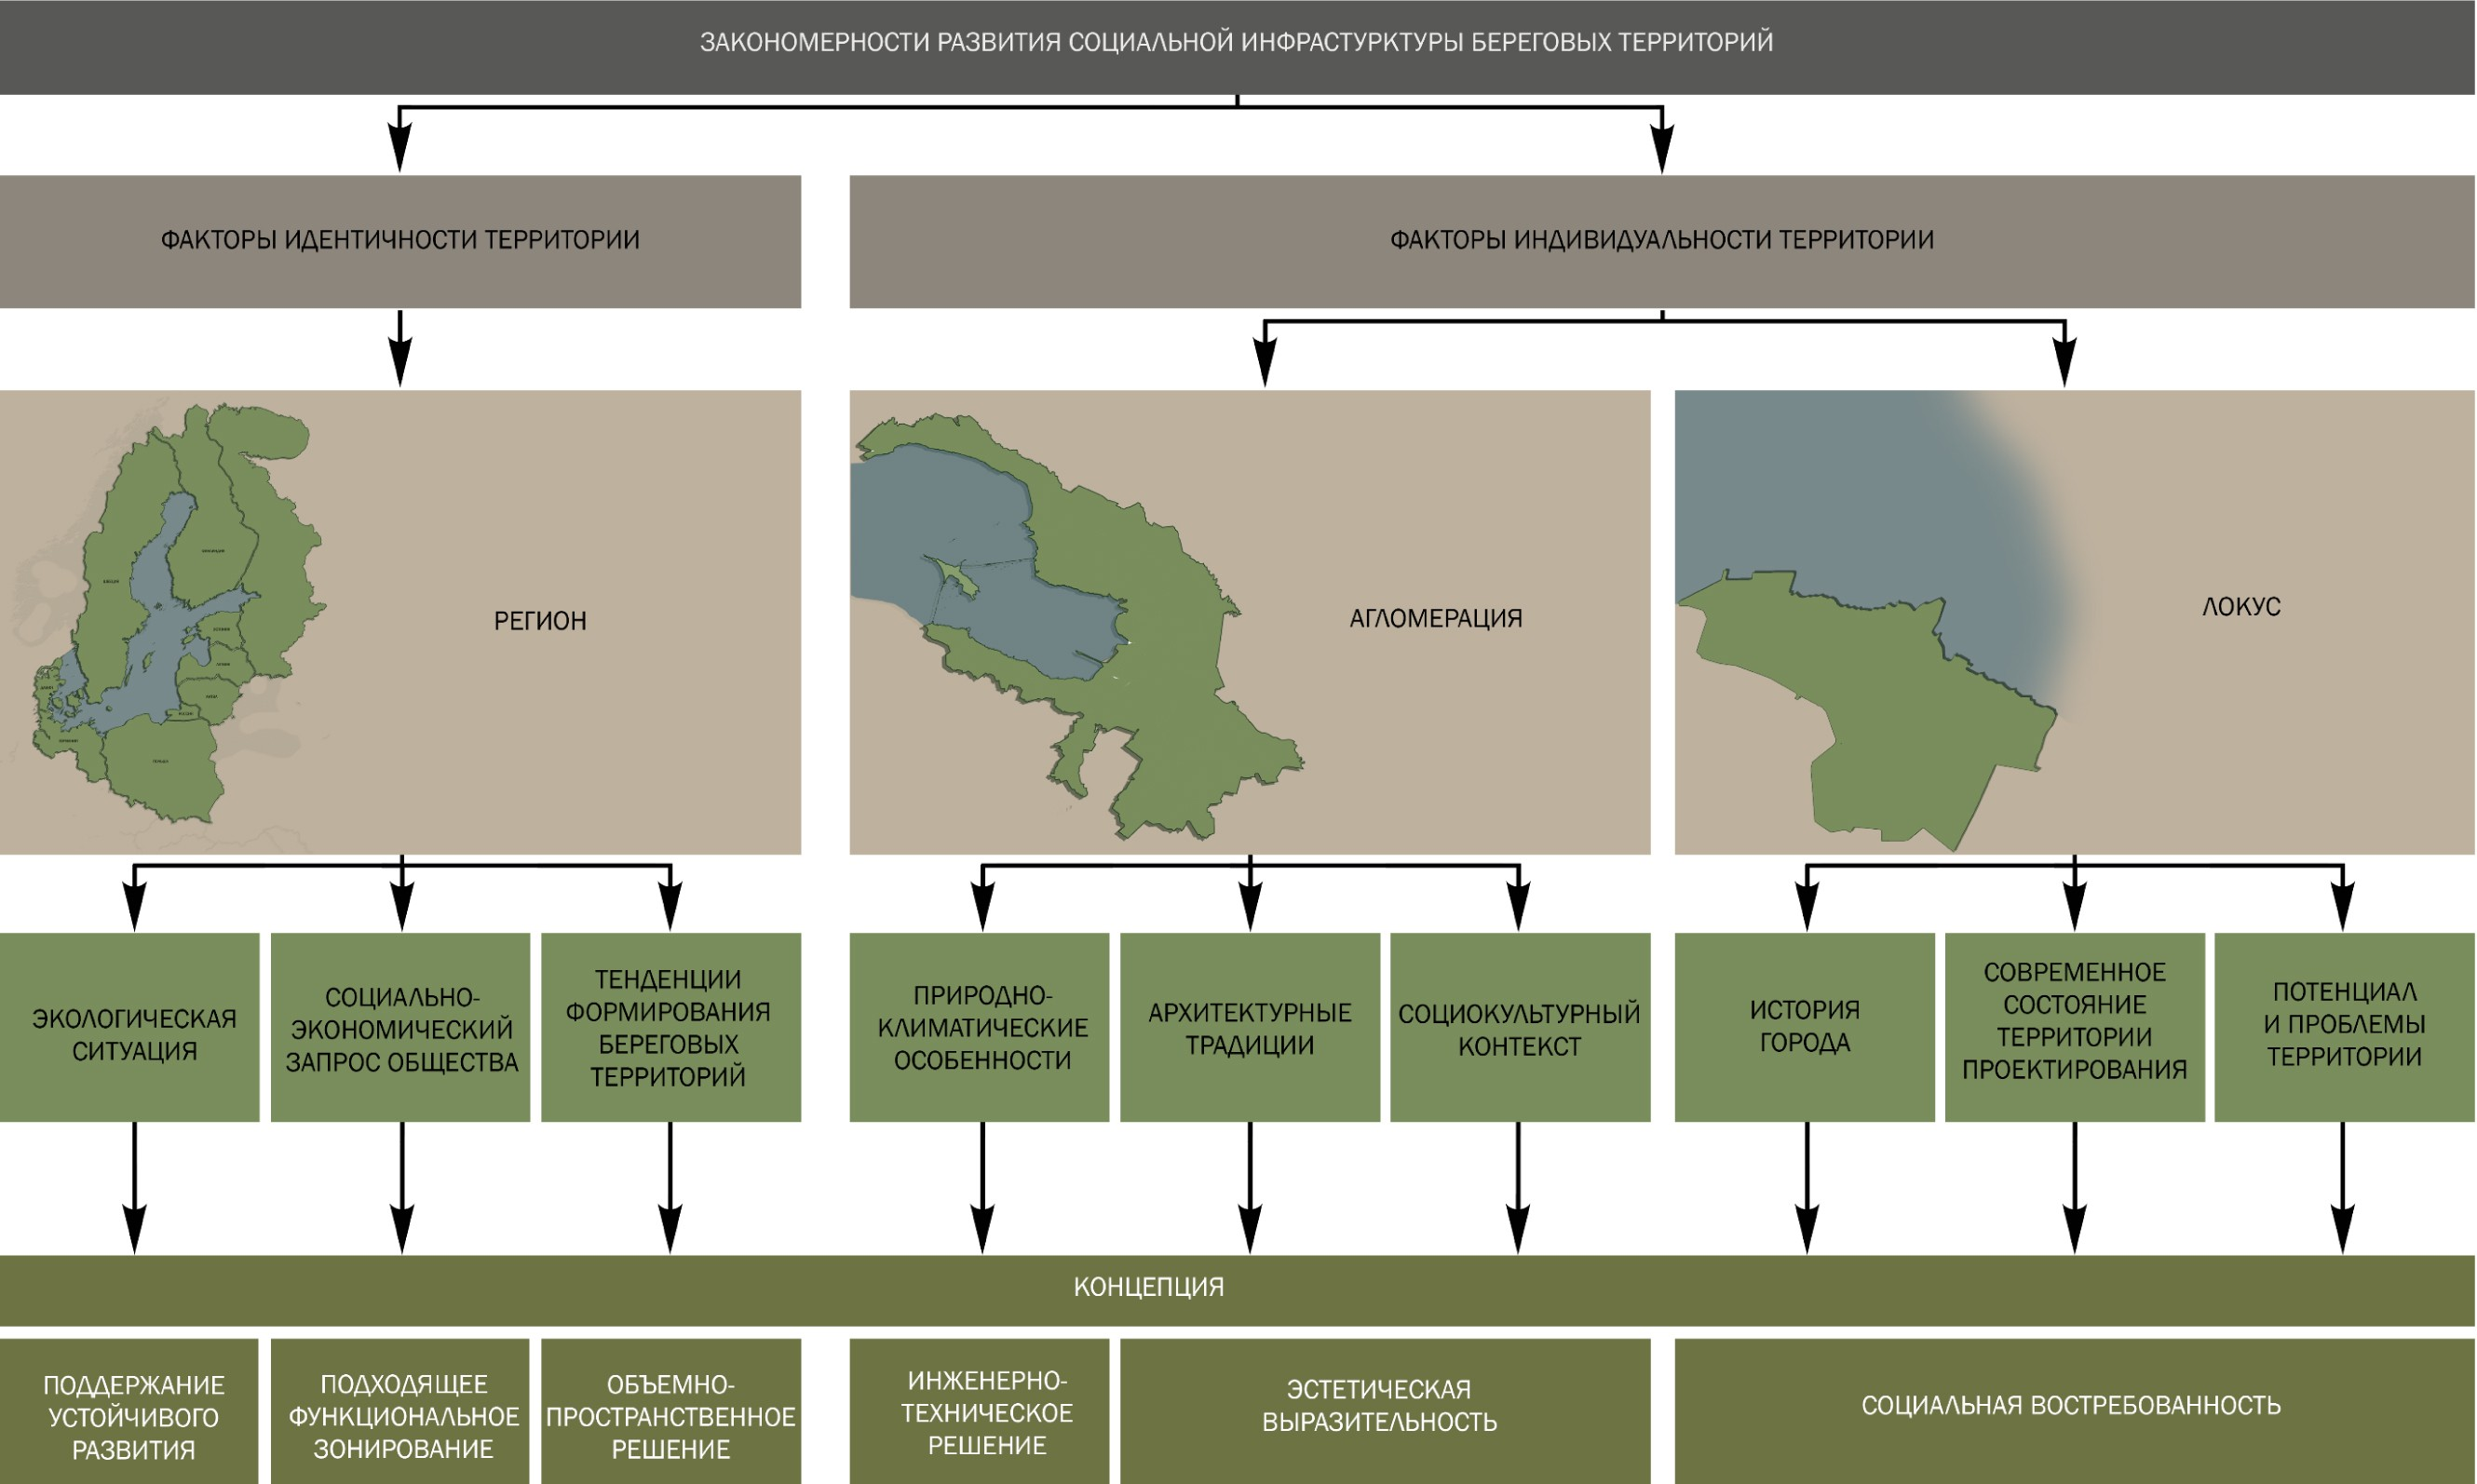 ЗАКОНОМЕРНОСТИ РАЗВИТИЯ СОЦИАЛЬНОЙ ИНФРАСТУРКТУРЫ БЕРЕГОВЫХ ТЕРРИТОРИЙ
ФАКТОРЫ ИДЕНТИЧНОСТИ ТЕРРИТОРИИ
ФАКТОРЫ ИНДИВИДУАЛЬНОСТИ ТЕРРИТОРИИ
РЕГИОН
АГЛОМЕРАЦИЯ
ЛОКУС
ЭКОЛОГИЧЕСКАЯ
СИТУАЦИЯ
СОЦИАЛЬНО-
ЭКОНОМИЧЕСКИЙ
ЗАПРОС ОБЩЕСТВА
ТЕНДЕНЦИИ
ФОРМИРОВАНИЯ
БЕРЕГОВЫХ
ТЕРРИТОРИЙ
ПРИРОДНО-
КЛИМАТИЧЕСКИЕ
ОСОБЕННОСТИ
АРХИТЕКТУРНЫЕ
ТРАДИЦИИ
СОЦИОКУЛЬТУРНЫЙ
КОНТЕКСТ
ИСТОРИЯ
ГОРОДА
СОВРЕМЕННОЕ
СОСТОЯНИЕ
ТЕРРИТОРИИ
ПРОЕКТИРОВАНИЯ
ПОТЕНЦИАЛ
И ПРОБЛЕМЫ
ТЕРРИТОРИИ
КОНЦЕПЦИЯ
ПОДДЕРЖАНИЕ
УСТОЙЧИВОГО
РАЗВИТИЯ
ПОДХОДЯЩЕЕ
ФУНКЦИОНАЛЬНОЕ
ЗОНИРОВАНИЕ
ОБЪЕМНО-
ПРОСТРАНСТВЕННОЕ
РЕШЕНИЕ
ИНЖЕНЕРНО-
ТЕХНИЧЕСКОЕ
РЕШЕНИЕ
ЭСТЕТИЧЕСКАЯ
ВЫРАЗИТЕЛЬНОСТЬ
СОЦИАЛЬНАЯ ВОСТРЕБОВАННОСТЬ